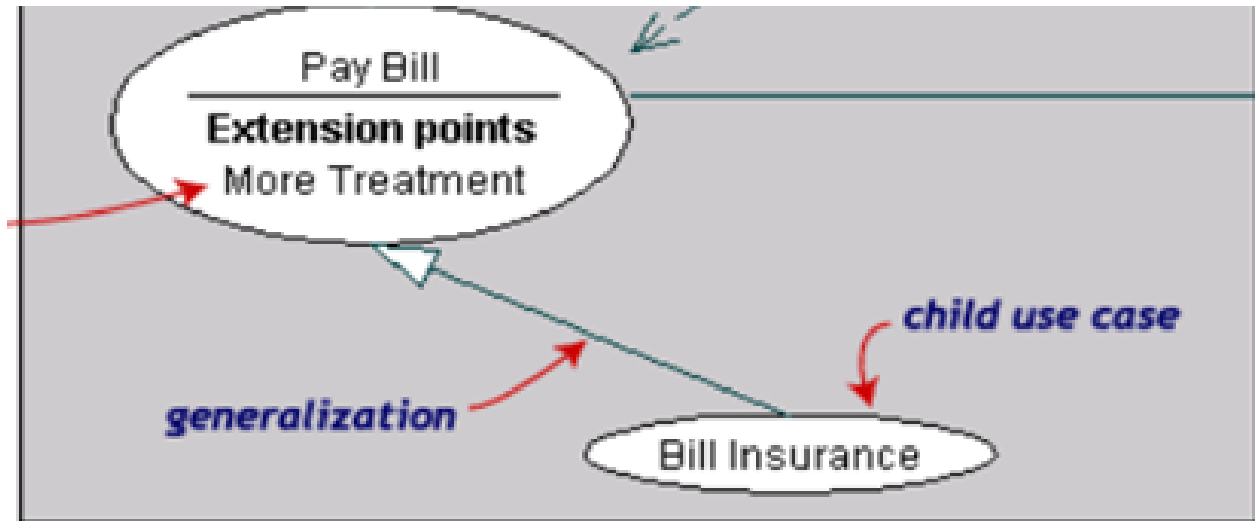 Pay Bill
Extension points
More Treatment
child use case
generalization
Bill Insurance